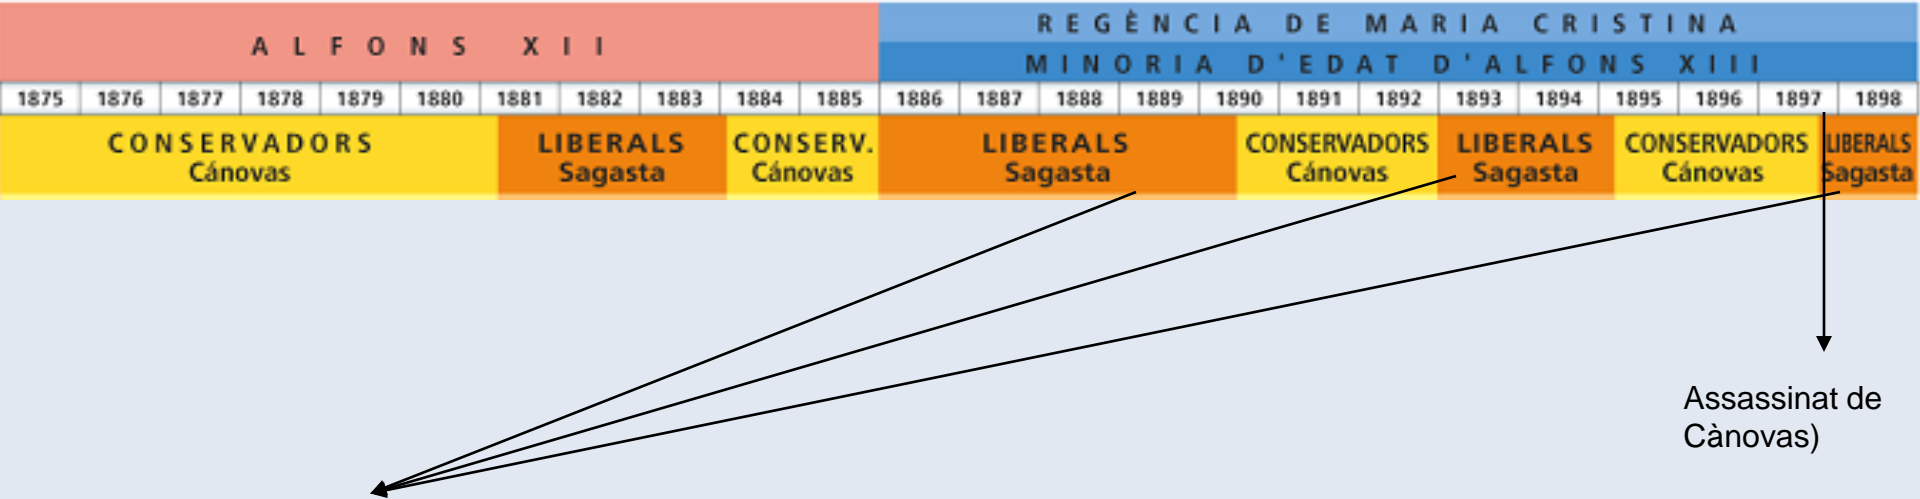 ALFONS XII
REGÈNCIA DE MARIA CRISTINA
MINORIA D'EDAT D'ALFONS XIII
1875 1876 1877 1878 1879 1880 1881 1882 1883 1884 1885 1886 1887 1888 1889 1890 1891 1892 1893 1894 1895 1896 1897 1898
CONSERVADORS LIBERALS CONSERV. LIBERALS CONSERVADORS LIBERALS CONSERVADORS LIBERALS
Cánovas Sagasta Cánovas Sagasta Cánovas Sagasta Cánovas Sagasta
Assassinat de
Cànovas)